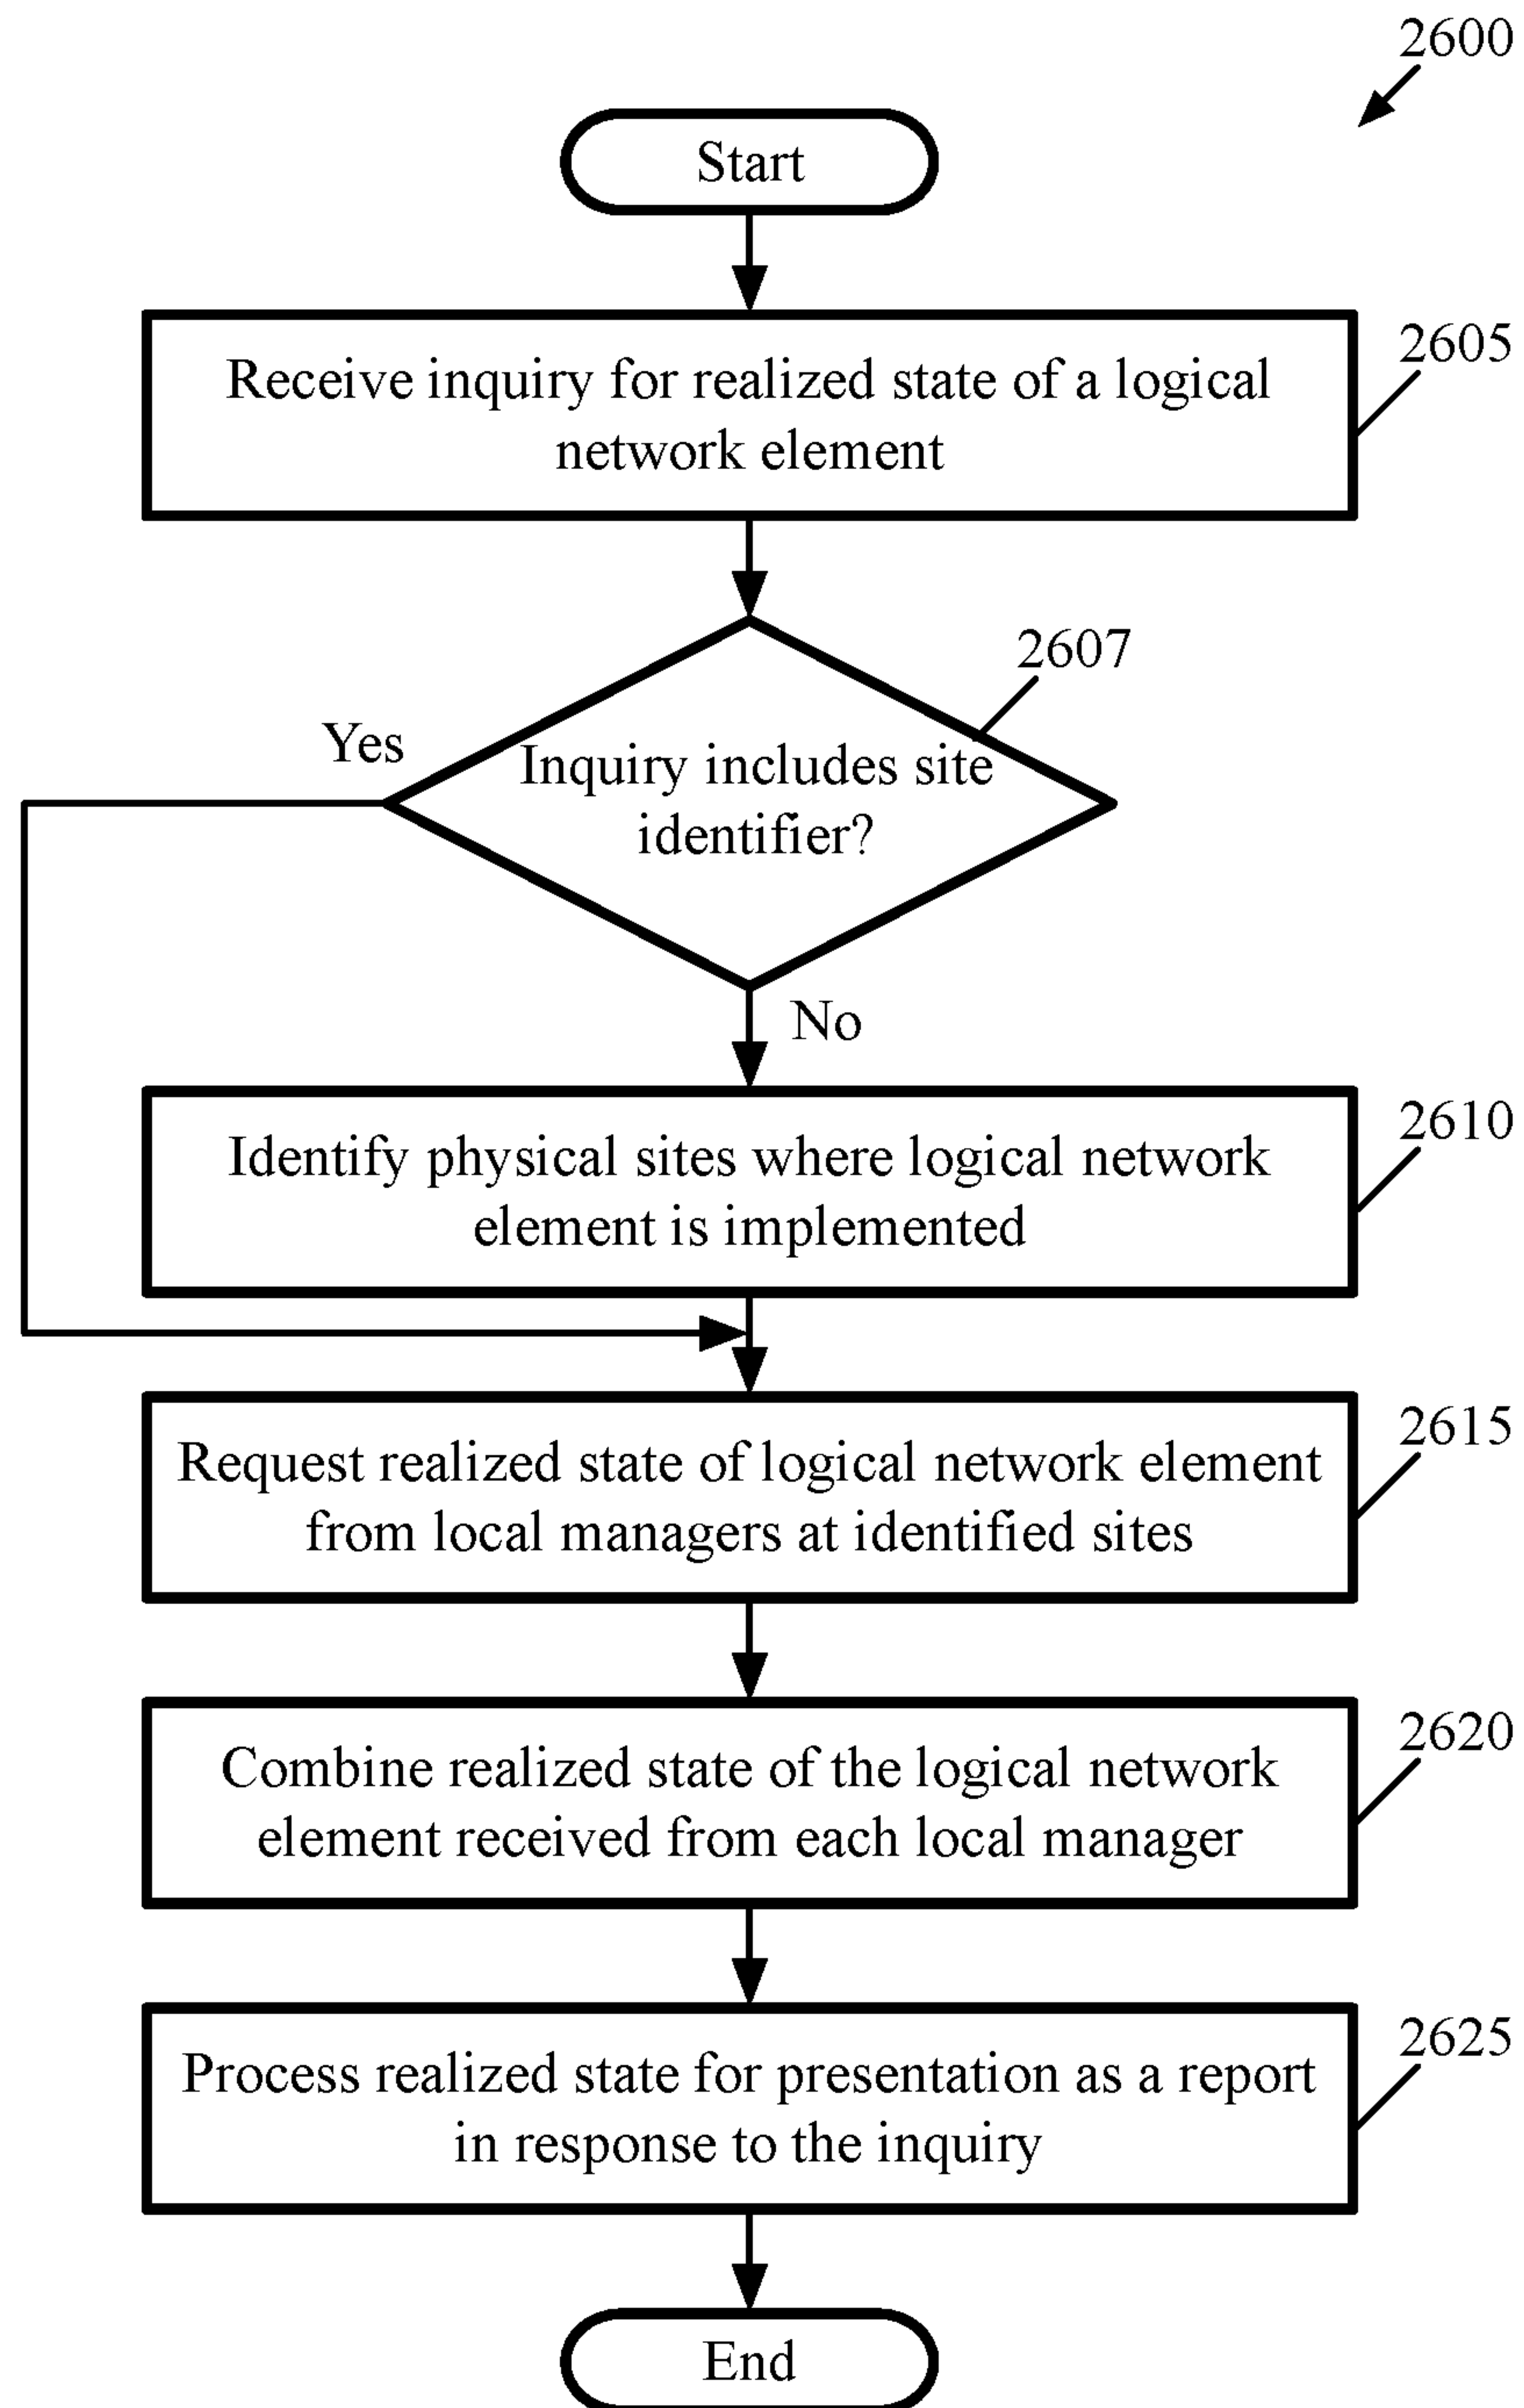 2600
Start
Receive inquiry for realized state of a logical
network element
2605
2607
Yes
Inquiry includes site
identifier?
No
Identify physical sites where logical network
element is implemented
2610
Request realized state of logical network element
from local managers at identified sites
2615
Combine realized state of the logical network
element received from each local manager
2620
Process realized state for presentation as a report
in response to the inquiry
2625
End